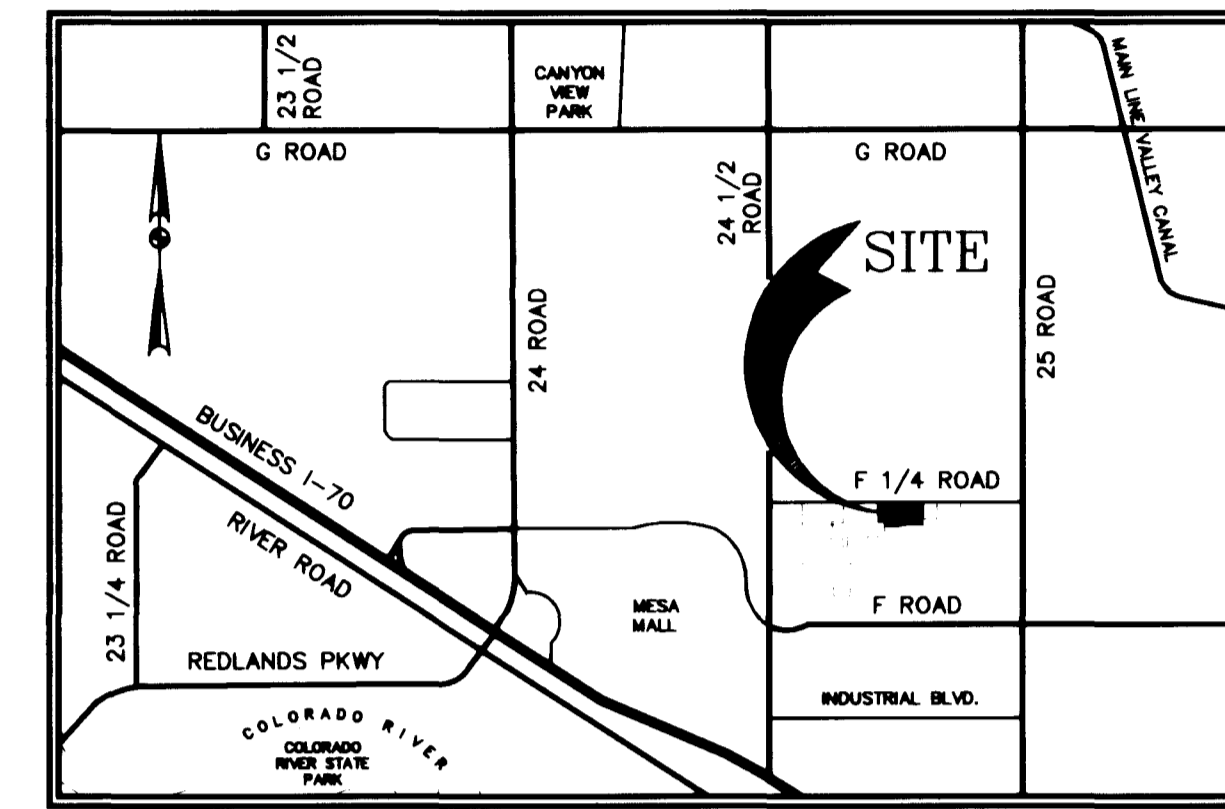 23 1/2
ROAD
CANYON
VIEW
PARK
MAIN LINE VALLEY CANAL
G ROAD
24 1/2
ROAD
G ROAD
SITE
24 ROAD
25 ROAD
BUSINESS I-70
F 1/4 ROAD
RIVER ROAD
23 1/4 ROAD
MESA
MALL
F ROAD
REDLANDS PKWY
INDUSTRIAL BLVD.
COLORADO RIVER
COLORADO
RIVER STATE
PARK